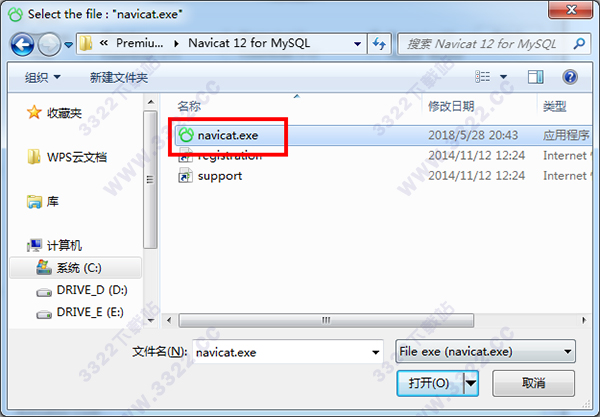 Select the file : "navicat.exe"
« Premiu... ▸ Navicat 12 for MySQL
搜索 Navicat 12 for MySQL
组织 新建文件夹
名称 修改日期 类型
收藏夹
WPS云文档
库
计算机
系统 (C:)
DRIVE_D (D:)
DRIVE_E (E:)
navicat.exe 2018/5/28 20:43 应用程序
registration 2014/11/12 12:24 Internet
support 2014/11/12 12:24 Internet
文件名(N): navicat.exe
File exe (navicat.exe)
打开(O) 取消
www.3322.cc 3322下载站